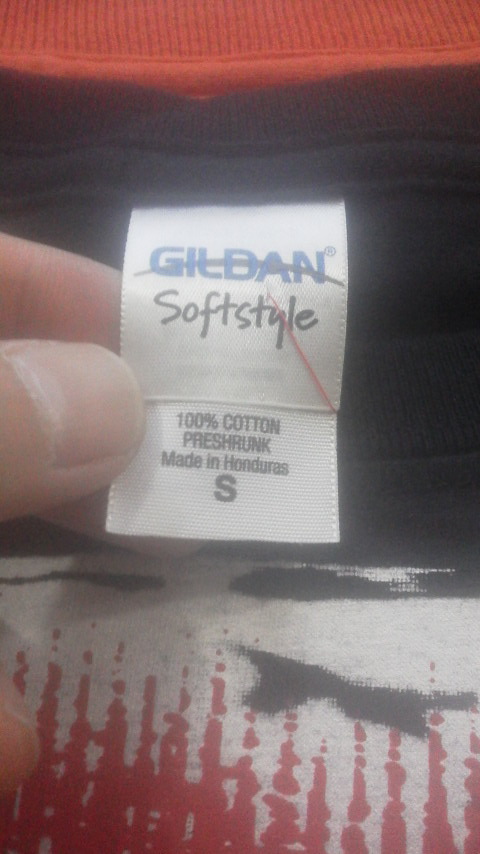 GILDAN®
Softstyle
100% COTTON
PRESHRUNK
Made in Honduras
S